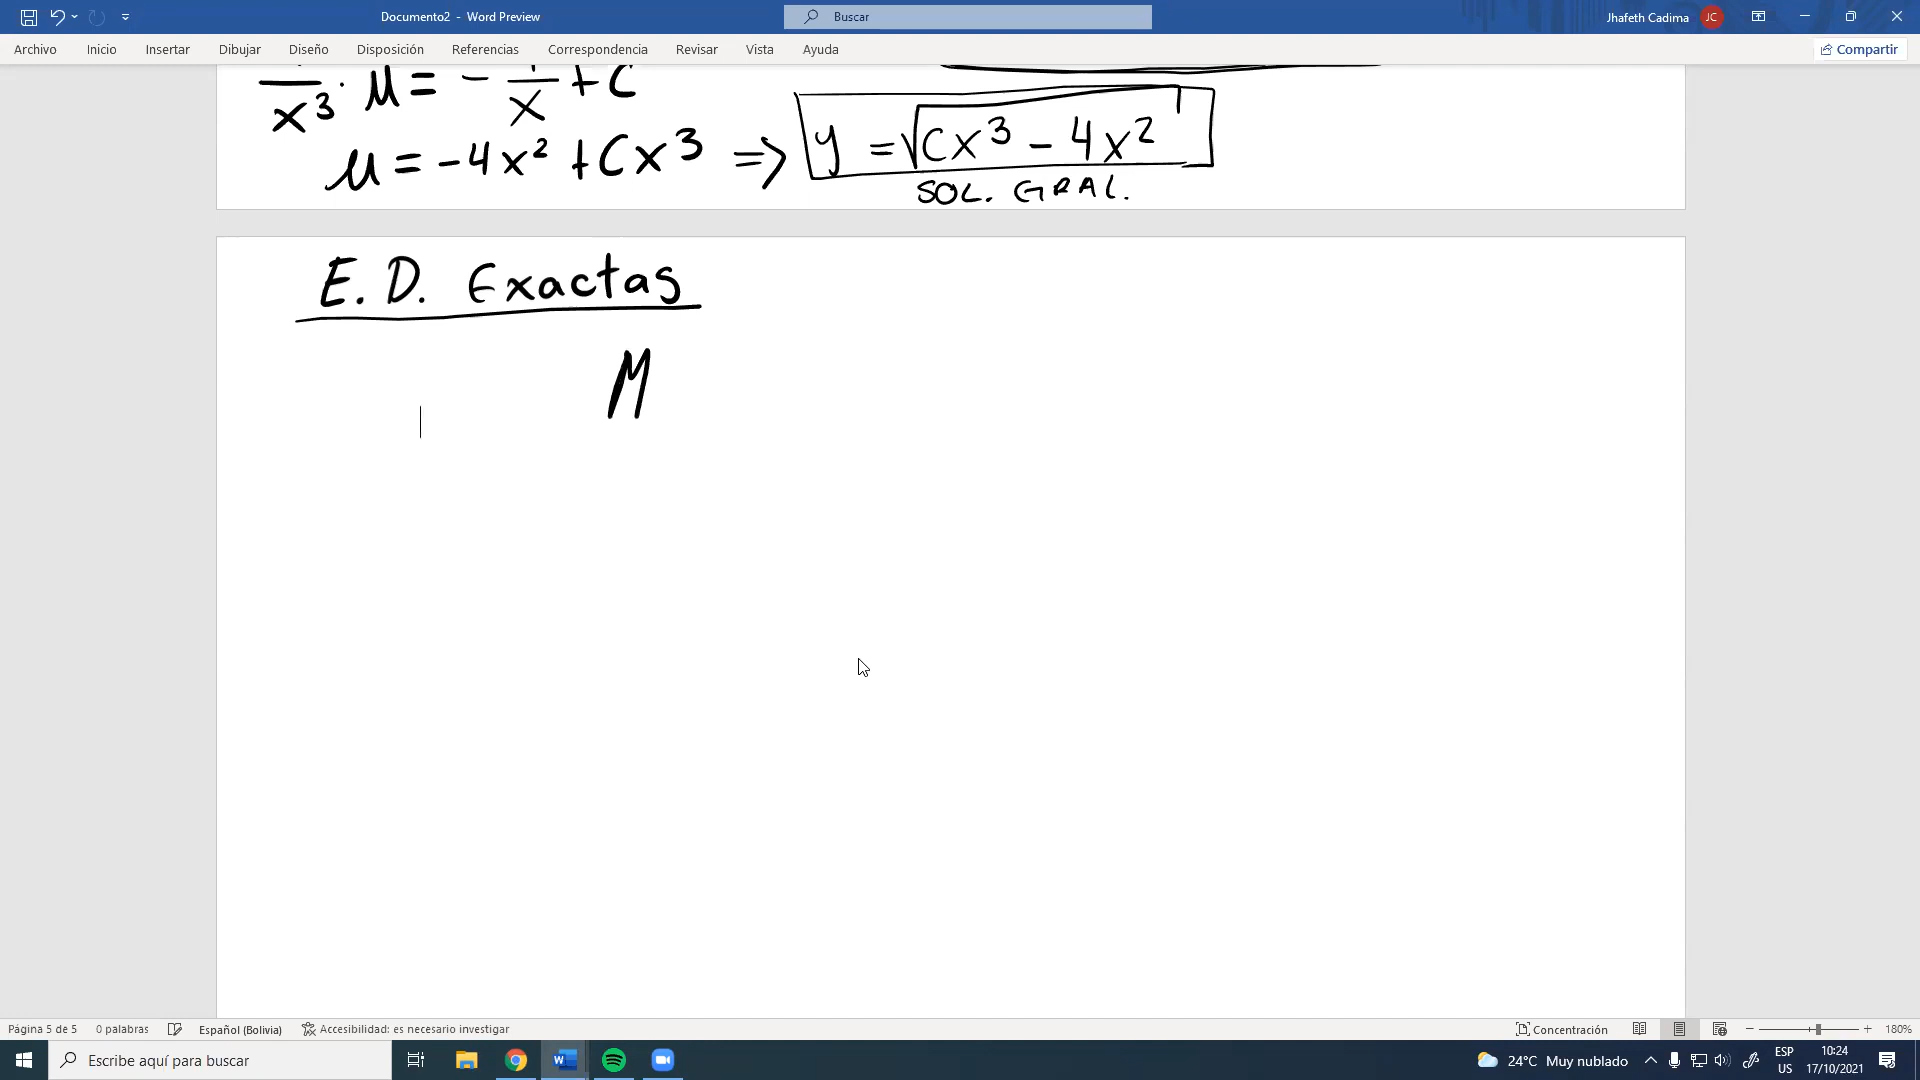 Documento2 - Word Preview
Buscar
Jhafeth Cadima
JC
Archivo
Inicio
Insertar
Dibujar
Diseño
Disposición
Referencias
Correspondencia
Revisar
Vista
Ayuda
Compartir
x³ · μ = - x + C
μ = -4x² + Cx³ ⇒ y = √Cx³ - 4x²
SOL. GRAL.
E.D. Exactas
M
Página 5 de 5
0 palabras
Español (Bolivia)
Accesibilidad: es necesario investigar
Concentración
180%
Escribe aquí para buscar
24°C Muy nublado
ESP
US
10:24
17/10/2021